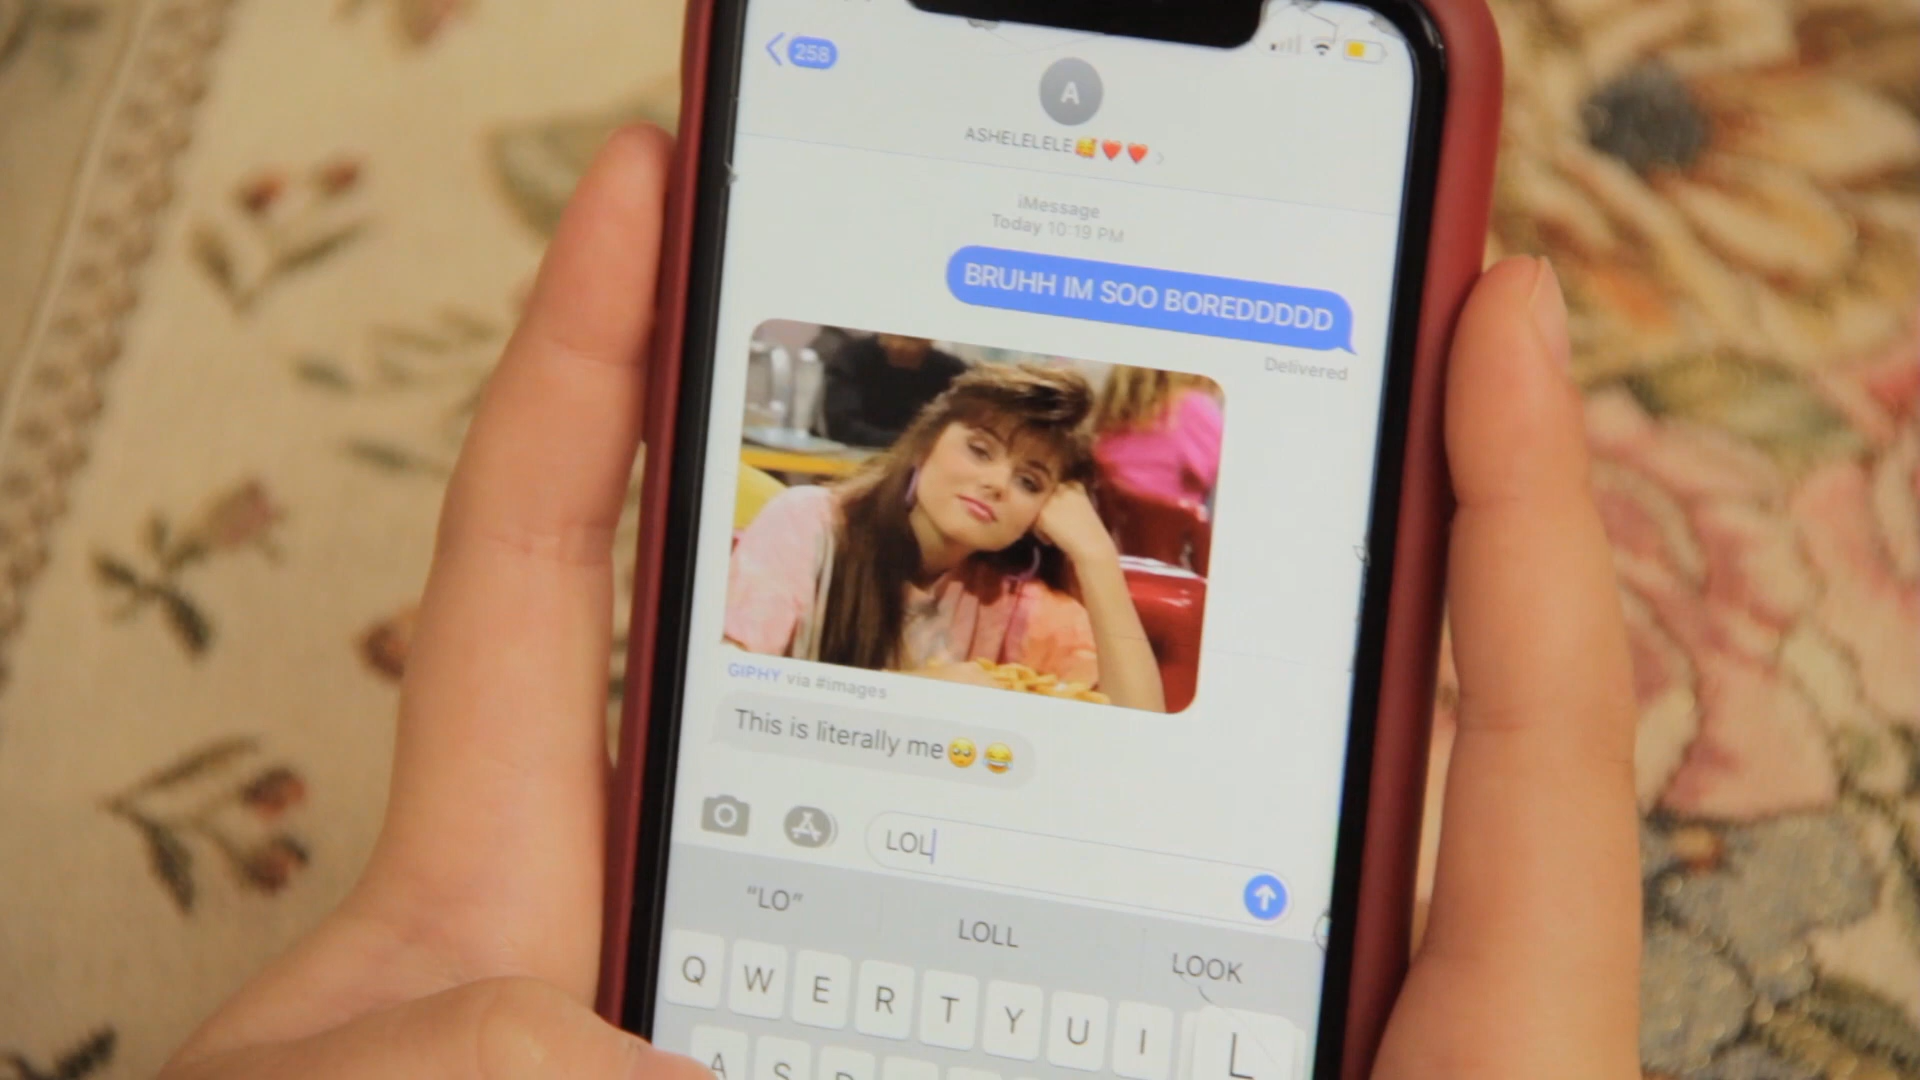 258
A
ASHELELELE🥰❤️❤️
iMessage
Today 10:19 PM
BRUHH IM SOO BOREDDDDD
Delivered
GIPHY via #images
This is literally me🥺😂
LOL
“LO” LOLL LOOK
Q W E R T Y U I L
A S D